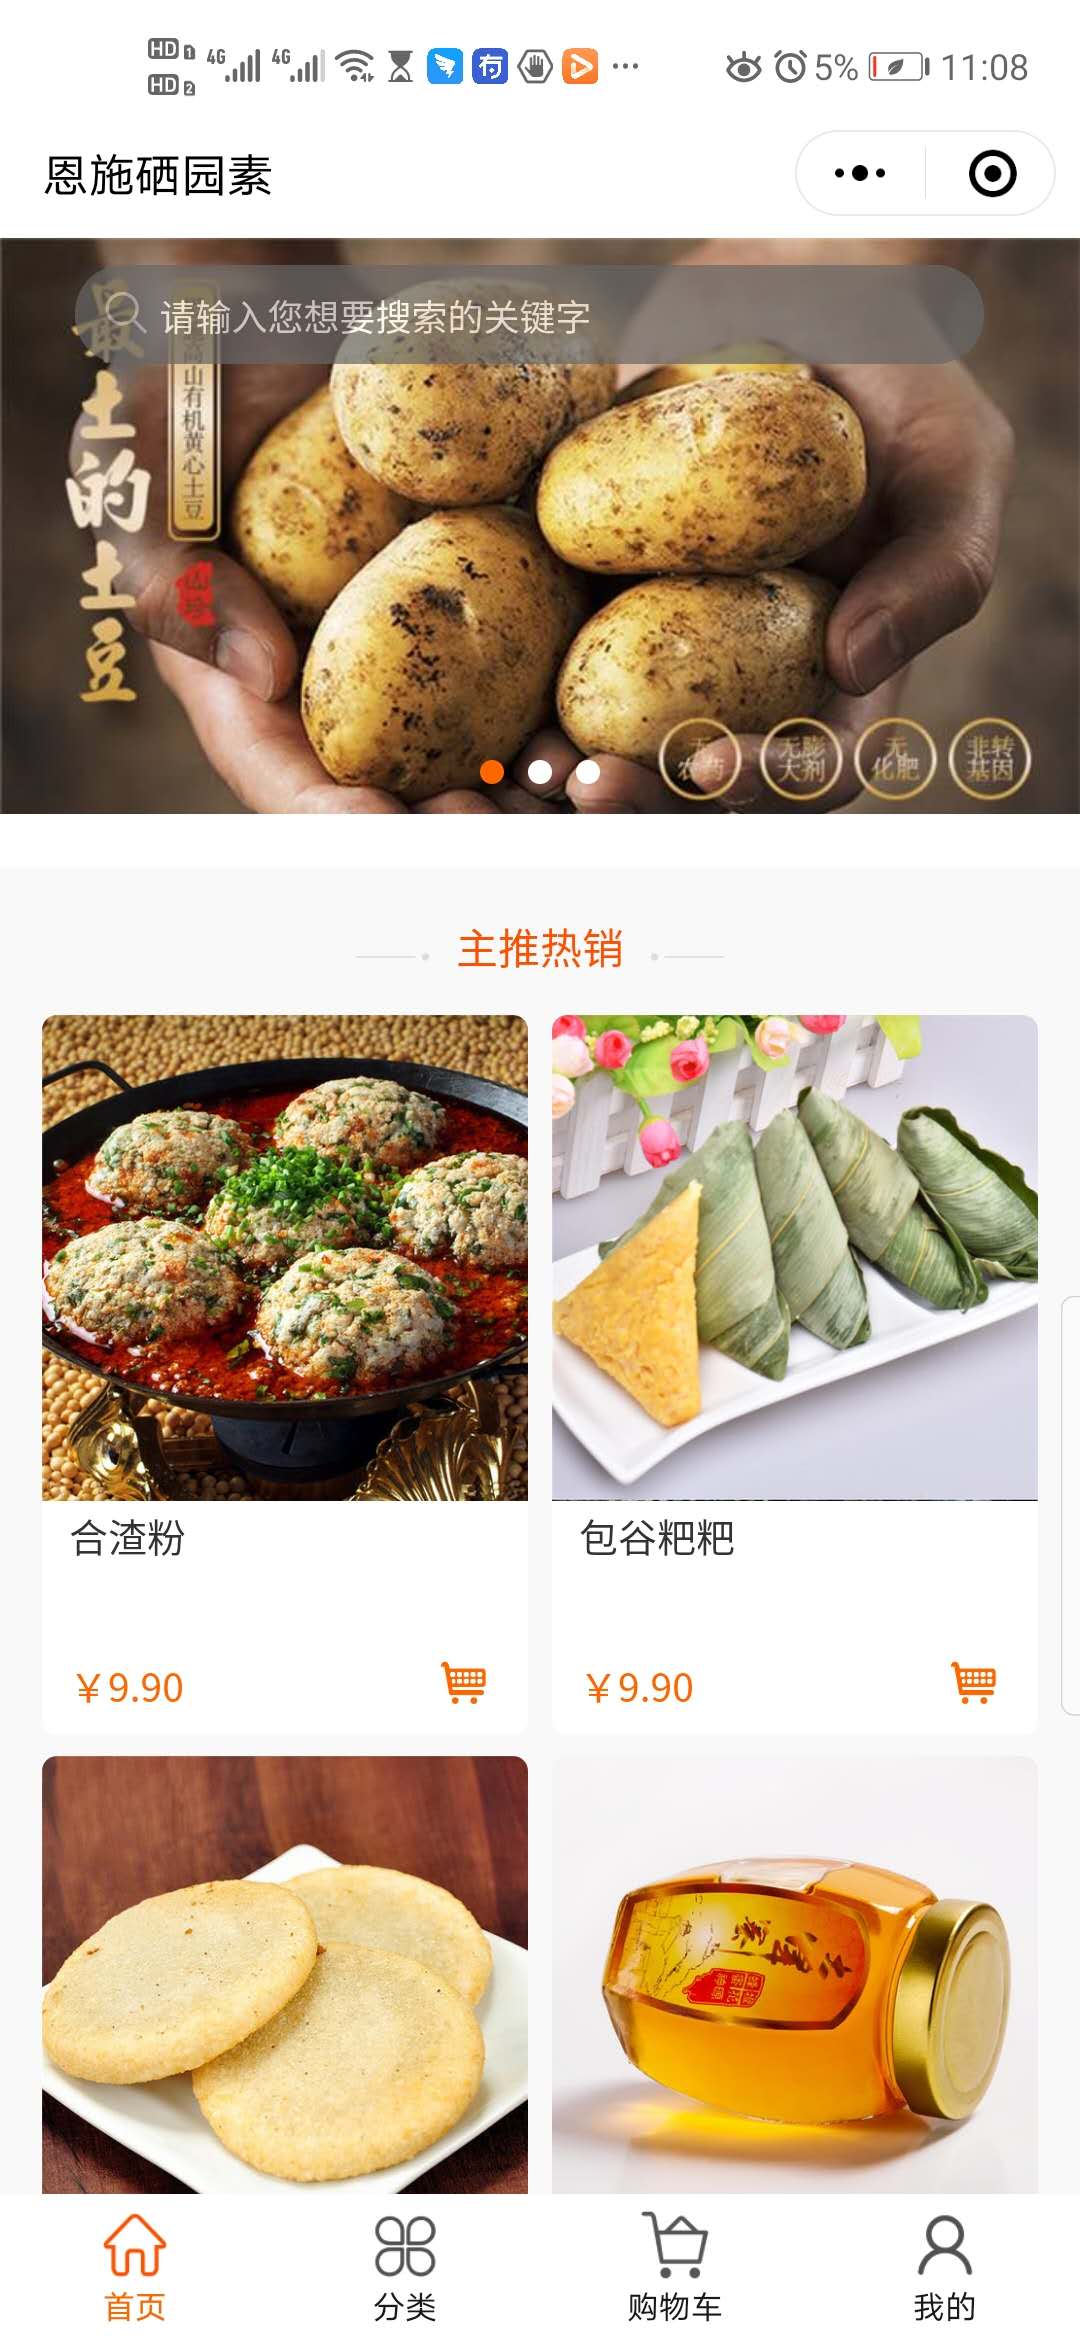 HD 1 4G 4G 5% 11:08
HD 2
恩施硒园素
请输入您想要搜索的关键字
最土的土豆
高山有机黄心土豆
无农药
无膨大剂
无化肥
非转基因
主推热销
合渣粉
包谷粑粑
￥9.90
￥9.90
首页
分类
购物车
我的